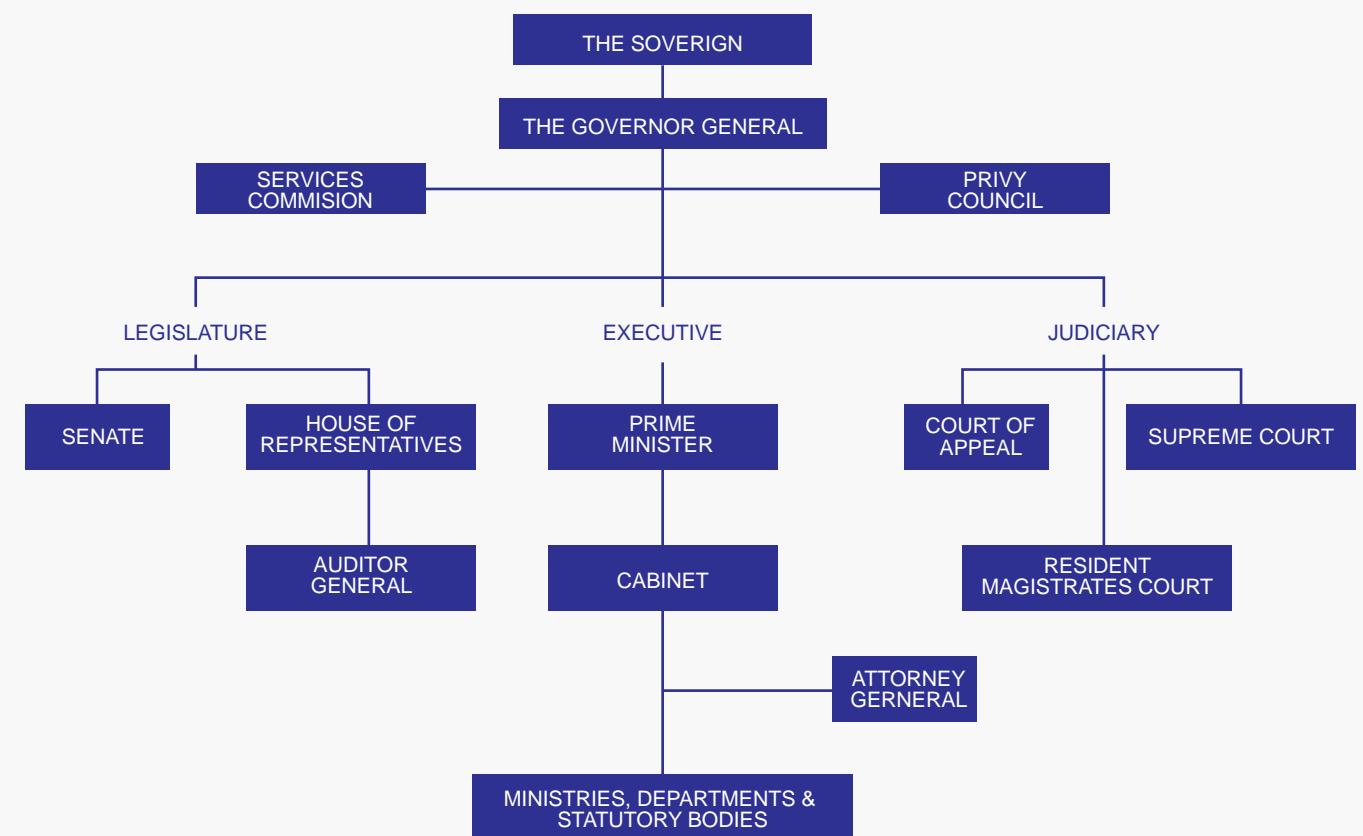 THE SOVERIGN
THE GOVERNOR GENERAL
SERVICES
COMMISION
PRIVY
COUNCIL
LEGISLATURE
EXECUTIVE
JUDICIARY
SENATE
HOUSE OF
REPRESENTATIVES
PRIME
MINISTER
COURT OF
APPEAL
SUPREME COURT
AUDITOR
GENERAL
CABINET
RESIDENT
MAGISTRATES COURT
ATTORNEY
GERNERAL
MINISTRIES, DEPARTMENTS &
STATUTORY BODIES